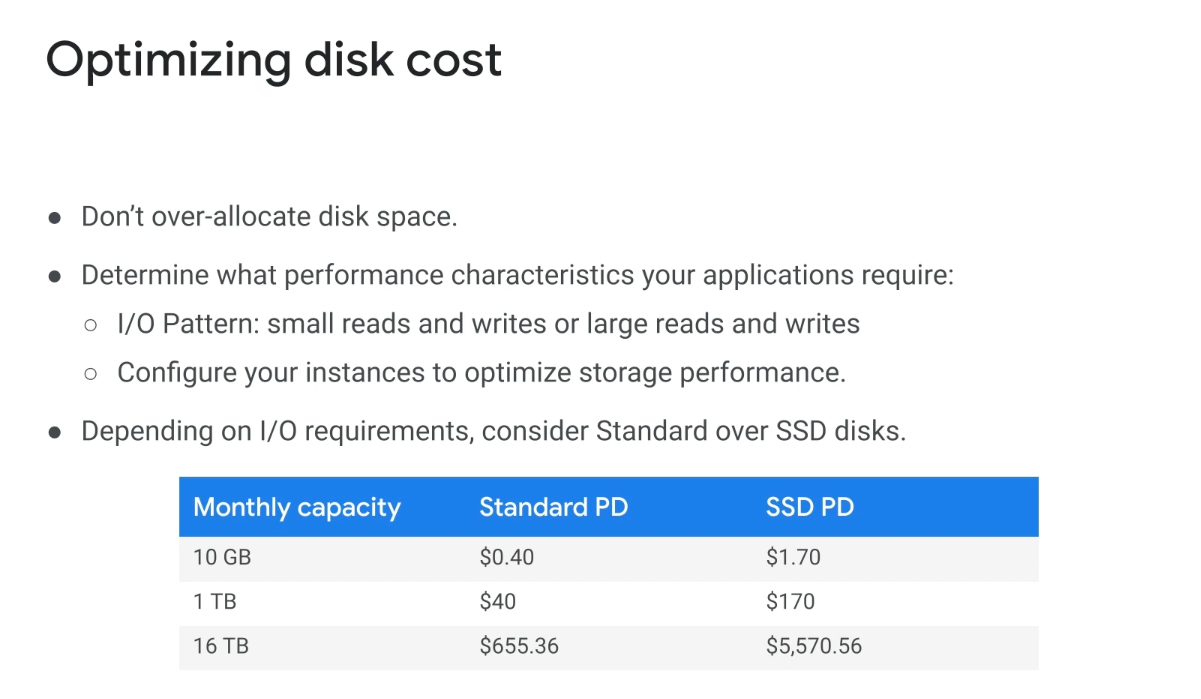 Optimizing disk cost
● Don’t over-allocate disk space.
● Determine what performance characteristics your applications require:
○ I/O Pattern: small reads and writes or large reads and writes
○ Configure your instances to optimize storage performance.
● Depending on I/O requirements, consider Standard over SSD disks.
Monthly capacity Standard PD SSD PD
10 GB $0.40 $1.70
1 TB $40 $170
16 TB $655.36 $5,570.56